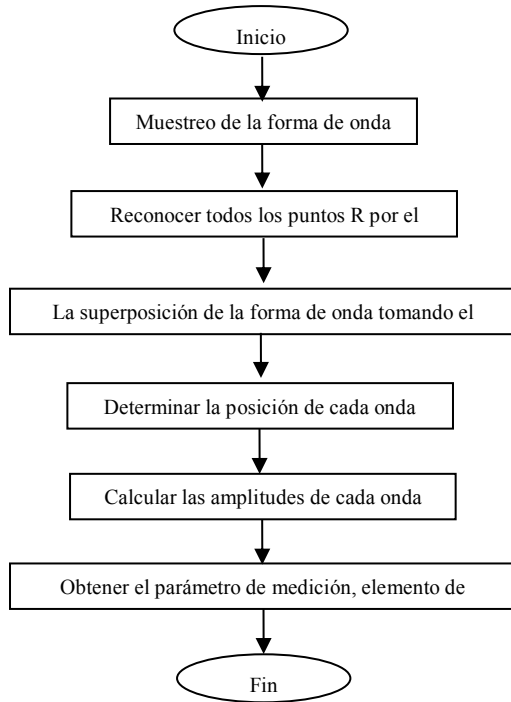 Inicio
Muestreo de la forma de onda
Reconocer todos los puntos R por el
La superposición de la forma de onda tomando el
Determinar la posición de cada onda
Calcular las amplitudes de cada onda
Obtener el parámetro de medición, elemento de
Fin